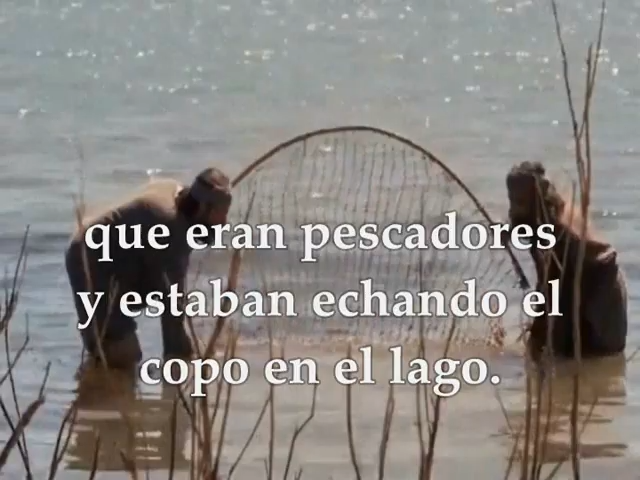 que eran pescadores
y estaban echando el
copo en el lago.